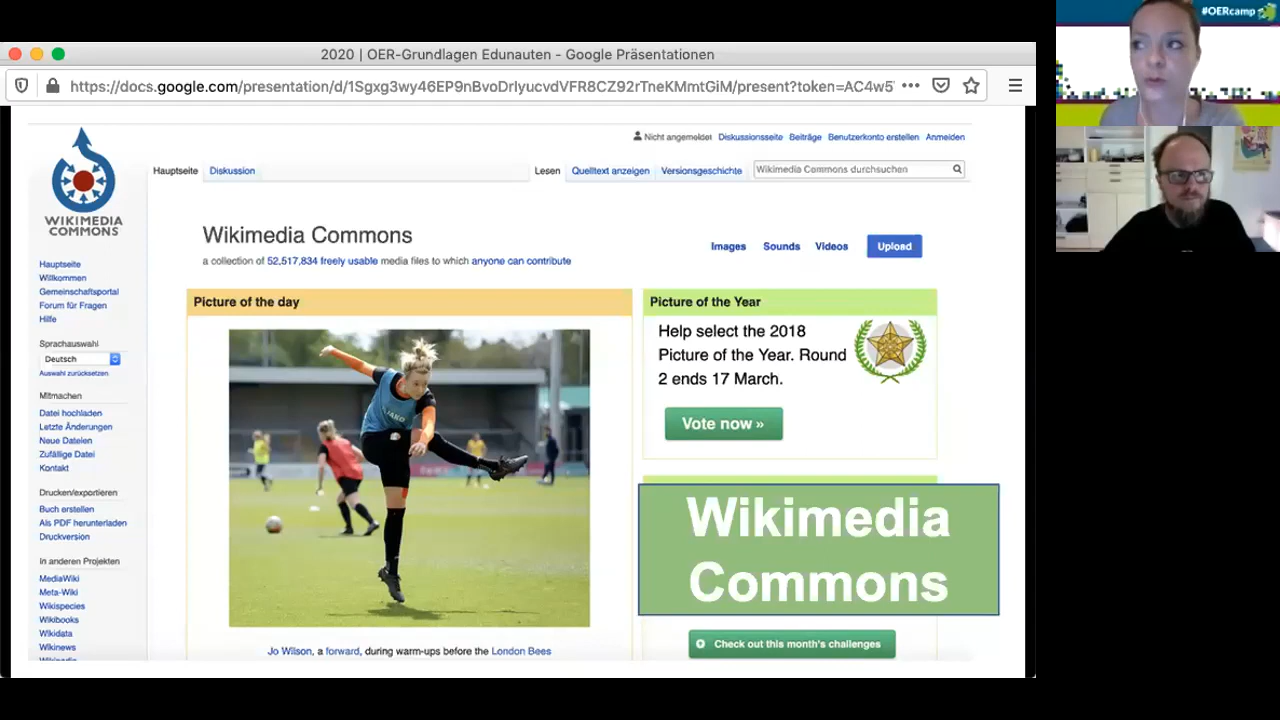 #OERcamp
2020 | OER-Grundlagen Edunauten - Google Präsentationen
https://docs.google.com/presentation/d/1Sgxg3wy46EP9nBvoDrIyucvdVFR8CZ92rTneKMmtGiM/present?token=AC4w5
Nicht angemeldet Diskussionsseite Beiträge Benutzerkonto erstellen Anmelden
Hauptseite Diskussion Lesen Quelltext anzeigen Versionsgeschichte Wikimedia Commons durchsuchen
WIKIMEDIA
COMMONS
Wikimedia Commons
a collection of 52,517,834 freely usable media files to which anyone can contribute
Images Sounds Videos Upload
Hauptseite
Willkommen
Gemeinschaftsportal
Forum für Fragen
Hilfe
Sprachauswahl
Deutsch
Auswahl zurücksetzen
Mitmachen
Datei hochladen
Letzte Änderungen
Neue Dateien
Zufällige Datei
Kontakt
Drucken/exportieren
Buch erstellen
Als PDF herunterladen
Druckversion
In anderen Projekten
MediaWiki
Meta-Wiki
Wikispecies
Wikibooks
Wikidata
Wikinews
Picture of the day
JAKO
Jo Wilson, a forward, during warm-ups before the London Bees
Picture of the Year
Help select the 2018
Picture of the Year. Round
2 ends 17 March.
Vote now »
Wikimedia
Commons
Check out this month's challenges